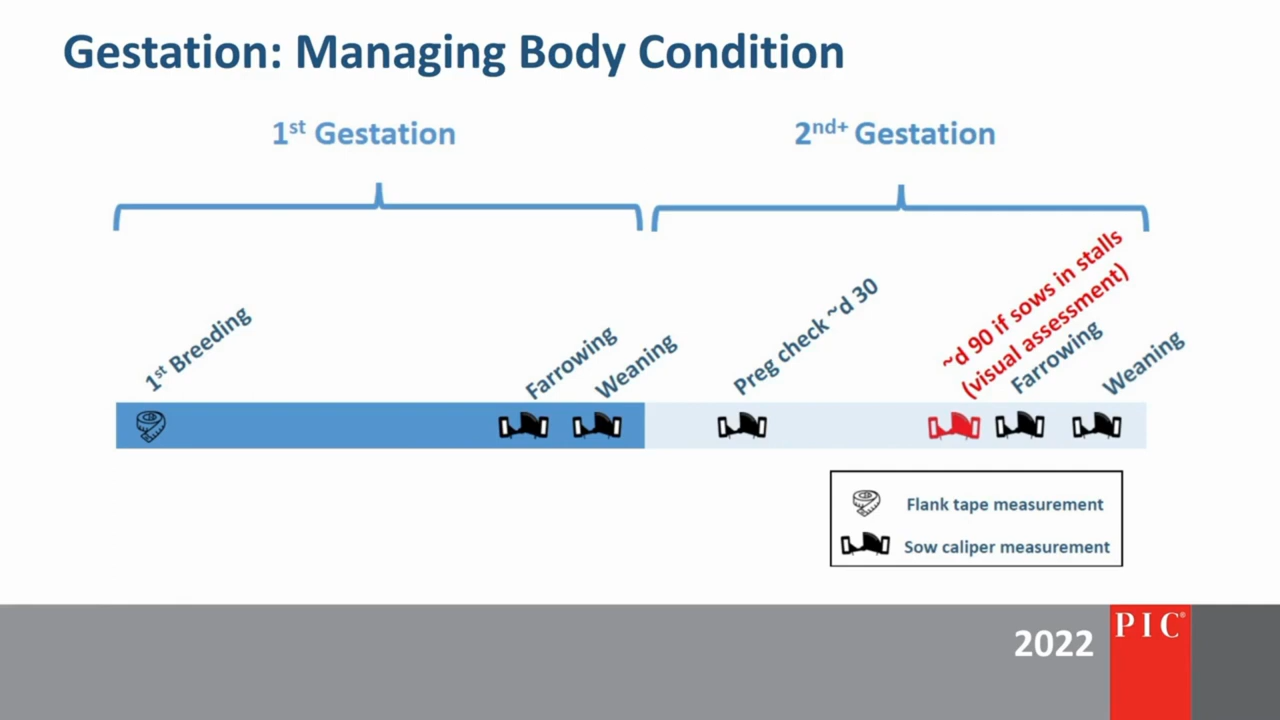 Gestation: Managing Body Condition
1st Gestation
2nd+ Gestation
1st Breeding
Farrowing
Weaning
Preg check ~d 30
~d 90 if sows in stalls
(visual assessment)
Farrowing
Weaning
Flank tape measurement
Sow caliper measurement
2022
PIC®